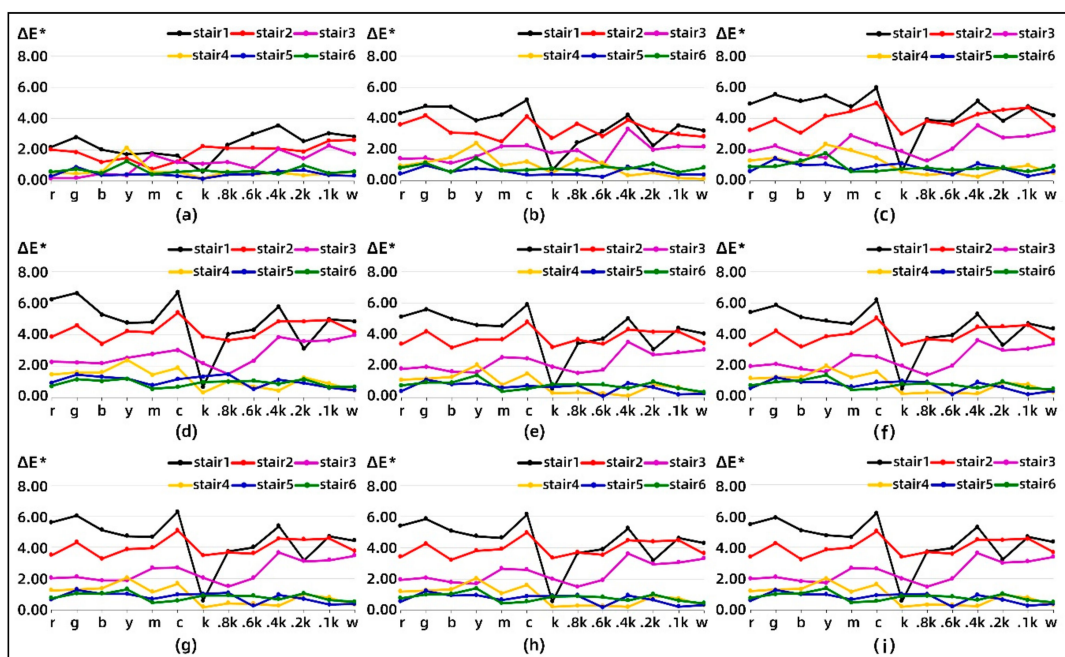 ΔE* stair1 stair2 stair3
8.00 stair4 stair5 stair6
6.00
4.00
2.00
0.00
r g b y m c k .8k .6k .4k .2k .1k w
(a)
ΔE* stair1 stair2 stair3
8.00 stair4 stair5 stair6
6.00
4.00
2.00
0.00
r g b y m c k .8k .6k .4k .2k .1k w
(b)
ΔE* stair1 stair2 stair3
8.00 stair4 stair5 stair6
6.00
4.00
2.00
0.00
r g b y m c k .8k .6k .4k .2k .1k w
(c)
ΔE* stair1 stair2 stair3
8.00 stair4 stair5 stair6
6.00
4.00
2.00
0.00
r g b y m c k .8k .6k .4k .2k .1k w
(d)
ΔE* stair1 stair2 stair3
8.00 stair4 stair5 stair6
6.00
4.00
2.00
0.00
r g b y m c k .8k .6k .4k .2k .1k w
(e)
ΔE* stair1 stair2 stair3
8.00 stair4 stair5 stair6
6.00
4.00
2.00
0.00
r g b y m c k .8k .6k .4k .2k .1k w
(f)
ΔE* stair1 stair2 stair3
8.00 stair4 stair5 stair6
6.00
4.00
2.00
0.00
r g b y m c k .8k .6k .4k .2k .1k w
(g)
ΔE* stair1 stair2 stair3
8.00 stair4 stair5 stair6
6.00
4.00
2.00
0.00
r g b y m c k .8k .6k .4k .2k .1k w
(h)
ΔE* stair1 stair2 stair3
8.00 stair4 stair5 stair6
6.00
4.00
2.00
0.00
r g b y m c k .8k .6k .4k .2k .1k w
(i)